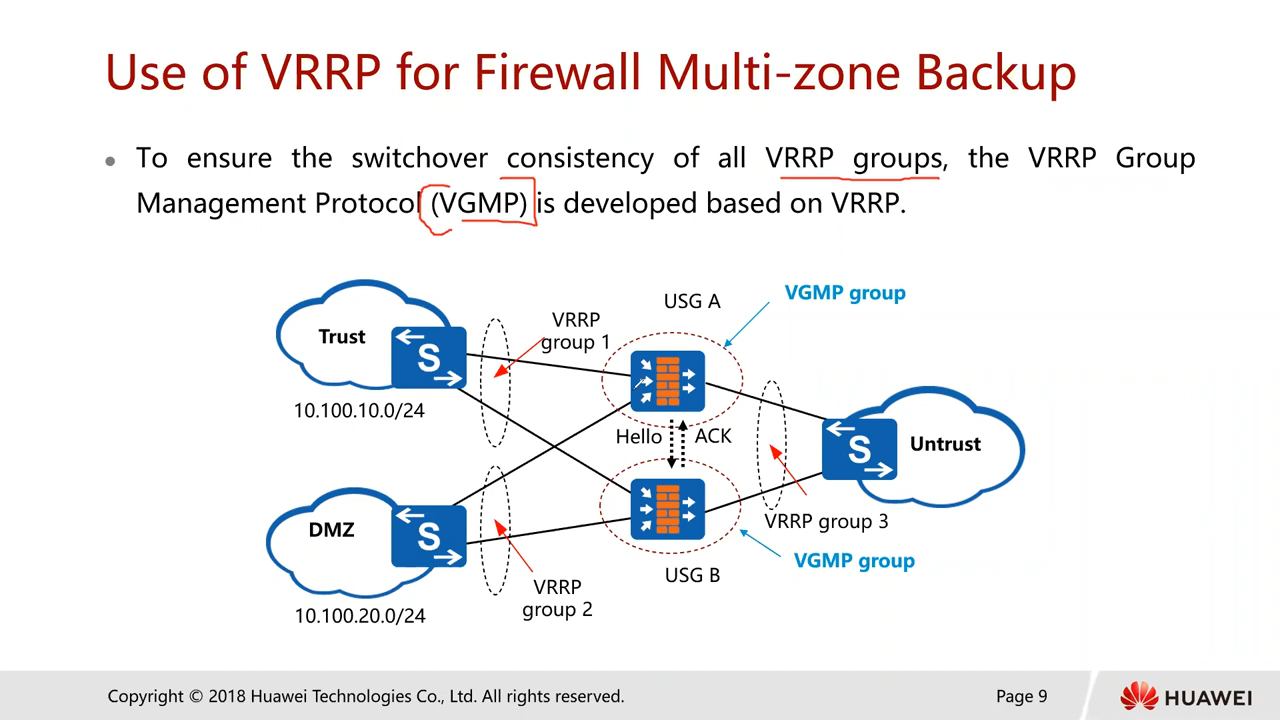 Use of VRRP for Firewall Multi-zone Backup
● To ensure the switchover consistency of all VRRP groups, the VRRP Group
Management Protocol (VGMP) is developed based on VRRP.
USG A
VGMP group
VRRP
group 1
Trust
S
10.100.10.0/24
Hello
ACK
S
Untrust
DMZ
S
VRRP group 3
VGMP group
USG B
VRRP
group 2
10.100.20.0/24
Copyright © 2018 Huawei Technologies Co., Ltd. All rights reserved.
Page 9
HUAWEI